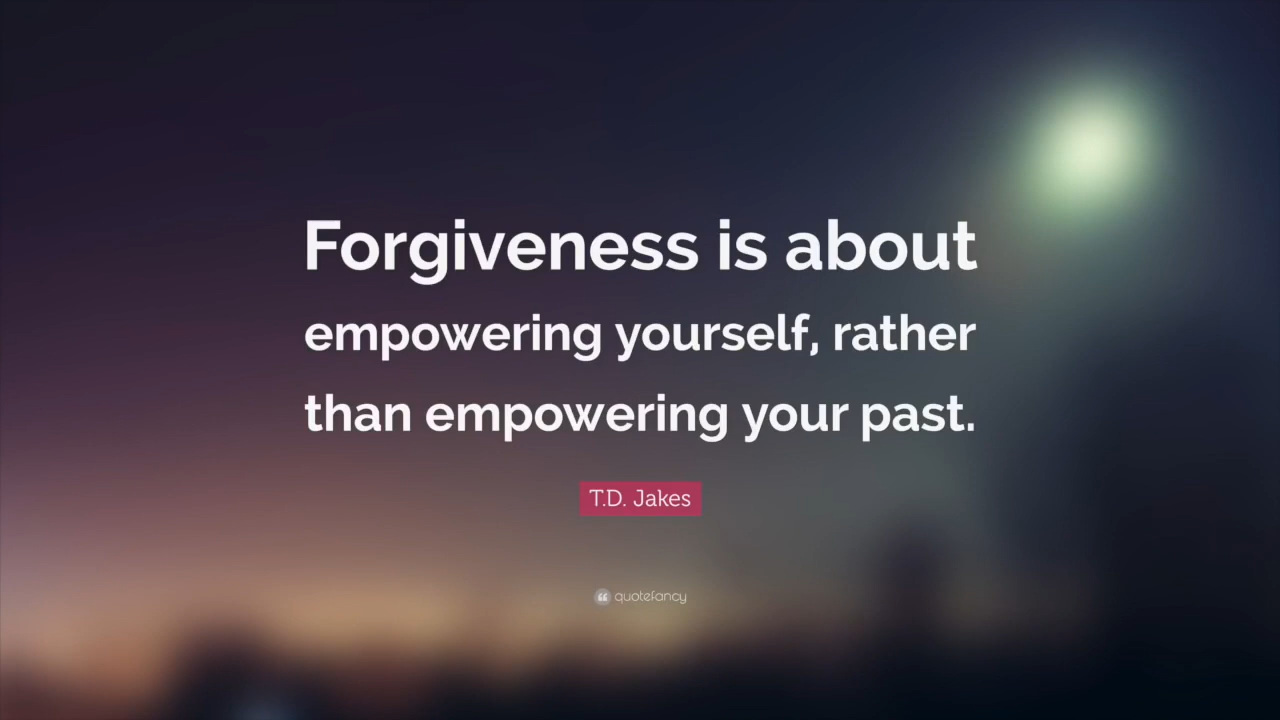 Forgiveness is about
empowering yourself, rather
than empowering your past.
T.D. Jakes
quotefancy